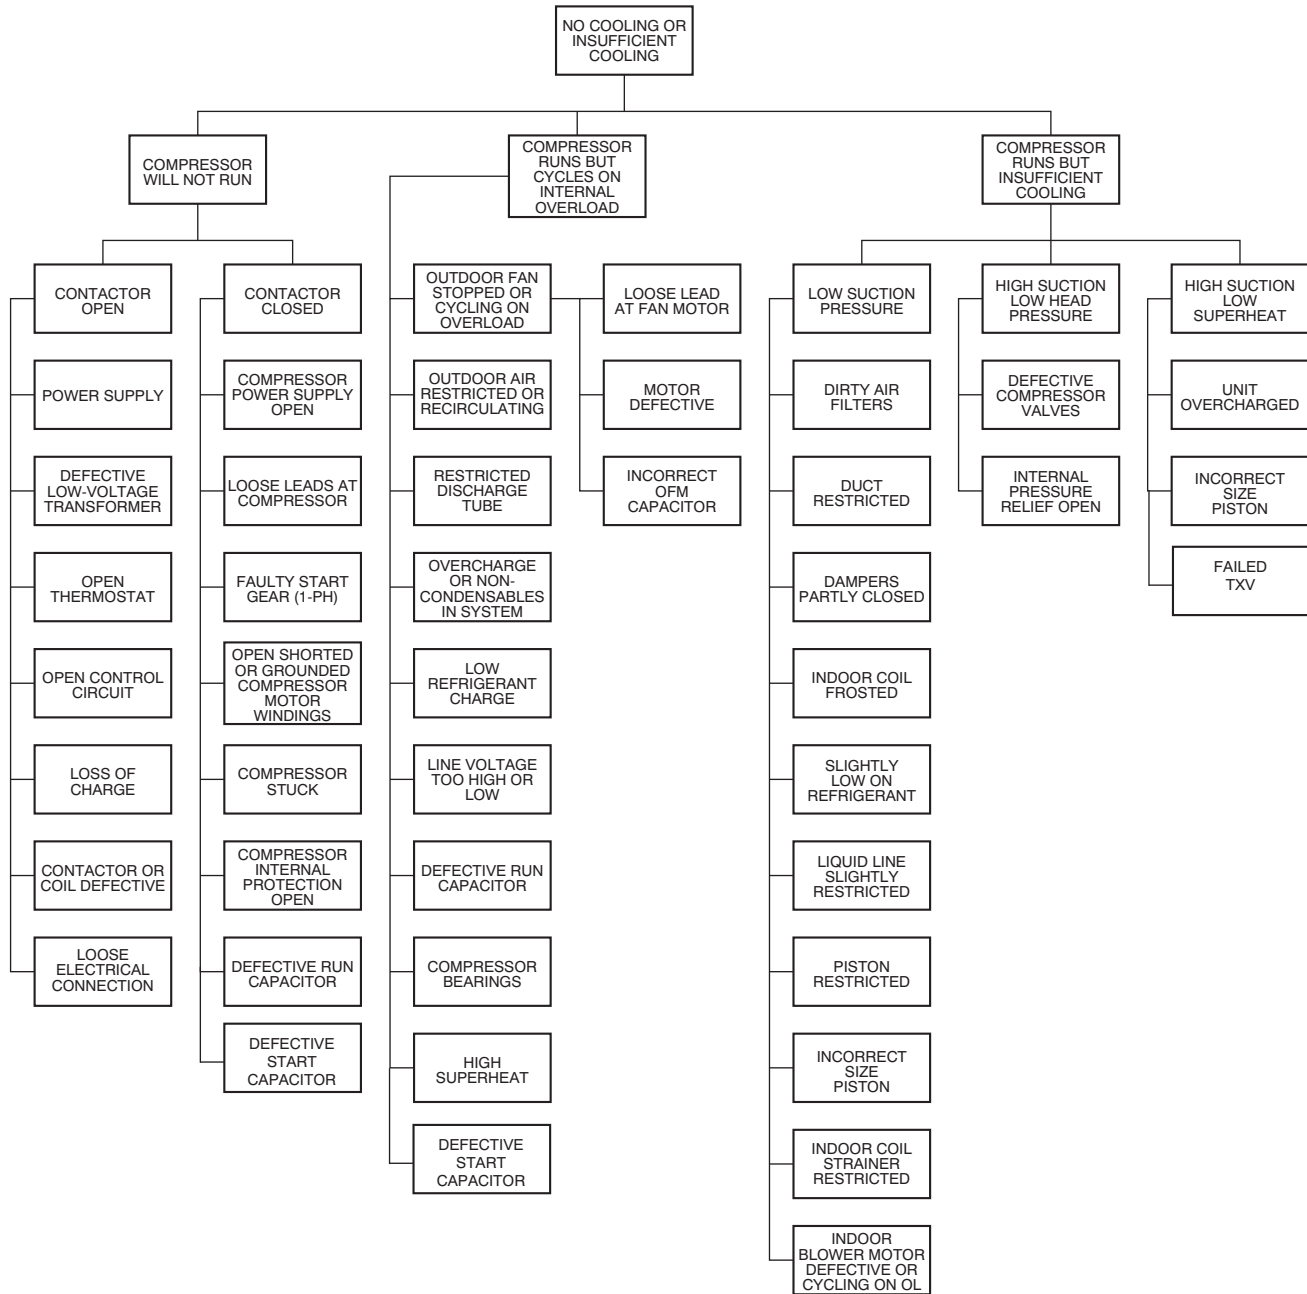 NO COOLING OR
INSUFFICIENT
COOLING
COMPRESSOR
WILL NOT RUN
COMPRESSOR
RUNS BUT
CYCLES ON
INTERNAL
OVERLOAD
COMPRESSOR
RUNS BUT
INSUFFICIENT
COOLING
CONTACTOR
OPEN
POWER SUPPLY
DEFECTIVE
LOW-VOLTAGE
TRANSFORMER
OPEN
THERMOSTAT
OPEN CONTROL
CIRCUIT
LOSS OF
CHARGE
CONTACTOR OR
COIL DEFECTIVE
LOOSE
ELECTRICAL
CONNECTION
CONTACTOR
CLOSED
COMPRESSOR
POWER SUPPLY
OPEN
LOOSE LEADS AT
COMPRESSOR
FAULTY START
GEAR (1-PH)
OPEN SHORTED
OR GROUNDED
COMPRESSOR
MOTOR
WINDINGS
COMPRESSOR
STUCK
COMPRESSOR
INTERNAL
PROTECTION
OPEN
DEFECTIVE RUN
CAPACITOR
DEFECTIVE
START
CAPACITOR
OUTDOOR FAN
STOPPED OR
CYCLING ON
OVERLOAD
OUTDOOR AIR
RESTRICTED OR
RECIRCULATING
RESTRICTED
DISCHARGE
TUBE
OVERCHARGE
OR NON-
CONDENSABLES
IN SYSTEM
LOW
REFRIGERANT
CHARGE
LINE VOLTAGE
TOO HIGH OR
LOW
DEFECTIVE RUN
CAPACITOR
COMPRESSOR
BEARINGS
HIGH
SUPERHEAT
DEFECTIVE
START
CAPACITOR
LOOSE LEAD
AT FAN MOTOR
MOTOR
DEFECTIVE
INCORRECT
OFM
CAPACITOR
LOW SUCTION
PRESSURE
DIRTY AIR
FILTERS
DUCT
RESTRICTED
DAMPERS
PARTLY CLOSED
INDOOR COIL
FROSTED
SLIGHTLY
LOW ON
REFRIGERANT
LIQUID LINE
SLIGHTLY
RESTRICTED
PISTON
RESTRICTED
INCORRECT
SIZE
PISTON
INDOOR COIL
STRAINER
RESTRICTED
INDOOR
BLOWER MOTOR
DEFECTIVE OR
CYCLING ON OL
HIGH SUCTION
LOW HEAD
PRESSURE
DEFECTIVE
COMPRESSOR
VALVES
INTERNAL
PRESSURE
RELIEF OPEN
HIGH SUCTION
LOW
SUPERHEAT
UNIT
OVERCHARGED
INCORRECT
SIZE
PISTON
FAILED
TXV